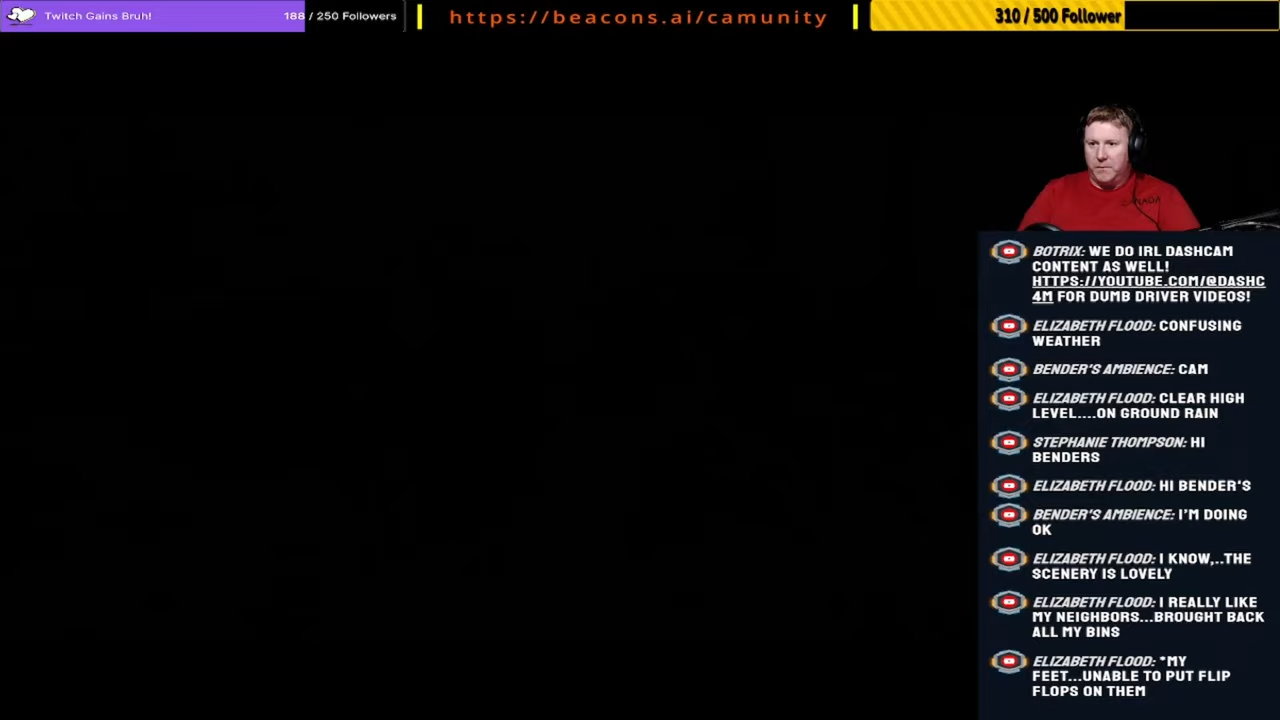 Twitch Gains Bruh! 188 / 250 Followers
https://beacons.ai/camunity
310 / 500 Follower
CANADA
BOTRIX: WE DO IRL DASHCAM
CONTENT AS WELL!
HTTPS://YOUTUBE.COM/@DASHC
4M FOR DUMB DRIVER VIDEOS!
ELIZABETH FLOOD: CONFUSING
WEATHER
BENDER'S AMBIENCE: CAM
ELIZABETH FLOOD: CLEAR HIGH
LEVEL....ON GROUND RAIN
STEPHANIE THOMPSON: HI
BENDERS
ELIZABETH FLOOD: HI BENDER'S
BENDER'S AMBIENCE: I'M DOING
OK
ELIZABETH FLOOD: I KNOW,..THE
SCENERY IS LOVELY
ELIZABETH FLOOD: I REALLY LIKE
MY NEIGHBORS...BROUGHT BACK
ALL MY BINS
ELIZABETH FLOOD: *MY
FEET...UNABLE TO PUT FLIP
FLOPS ON THEM